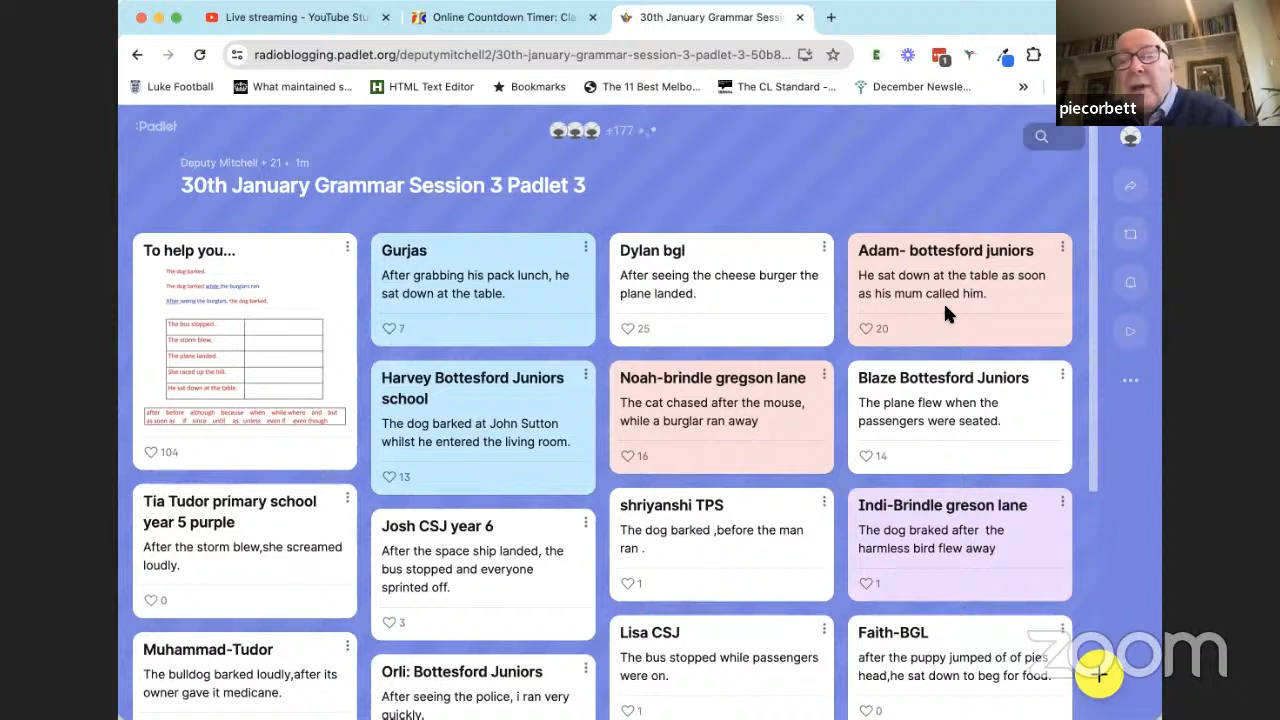 Live streaming - YouTube Stu
Online Countdown Timer: Cla
30th January Grammar Sessi
radioblogging.padlet.org/deputymitchell2/30th-january-grammar-session-3-padlet-3-50b8...
1
Luke Football
What maintained s...
HTML Text Editor
Bookmarks
The 11 Best Melbo...
The CL Standard -...
December Newsle...
piecorbett
:Padlet
+177
Deputy Mitchell + 21 • 1m
30th January Grammar Session 3 Padlet 3
To help you...
The dog barked.
The dog barked while the burglars ran
After seeing the burglars, the dog barked.
The bus stopped.
The storm blew.
The plane landed.
She raced up the hill.
He sat down at the table.
after before although because when while where and but
as soon as if since until as unless even if even though
104
Tia Tudor primary school
year 5 purple
After the storm blew,she screamed
loudly.
0
Muhammad-Tudor
The bulldog barked loudly,after its
owner gave it medicane.
Gurjas
After grabbing his pack lunch, he
sat down at the table.
7
Harvey Bottesford Juniors
school
The dog barked at John Sutton
whilst he entered the living room.
13
Josh CSJ year 6
After the space ship landed, the
bus stopped and everyone
sprinted off.
3
Orli: Bottesford Juniors
After seeing the police, i ran very
quickly.
Dylan bgl
After seeing the cheese burger the
plane landed.
25
Noah-brindle gregson lane
The cat chased after the mouse,
while a burglar ran away
16
shriyanshi TPS
The dog barked ,before the man
ran .
1
Lisa CSJ
The bus stopped while passengers
were on.
1
Adam- bottesford juniors
He sat down at the table as soon
as his mum called him.
20
Blaze Bottesford Juniors
The plane flew when the
passengers were seated.
14
Indi-Brindle greson lane
The dog braked after the
harmless bird flew away
1
Faith-BGL
after the puppy jumped of of pies
head,he sat down to beg for food.
0
zoom